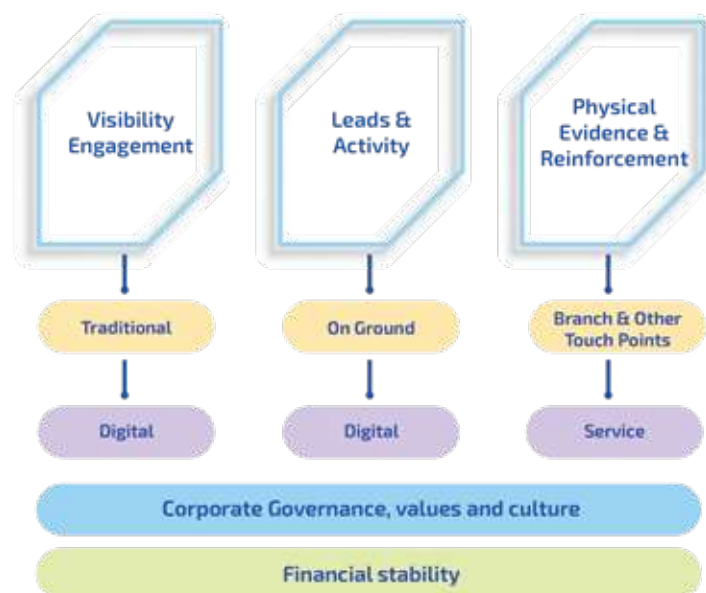 Visibility
Engagement
Leads &
Activity
Physical
Evidence &
Reinforcement
Traditional
On Ground
Branch & Other
Touch Points
Digital
Digital
Service
Corporate Governance, values and culture
Financial stability